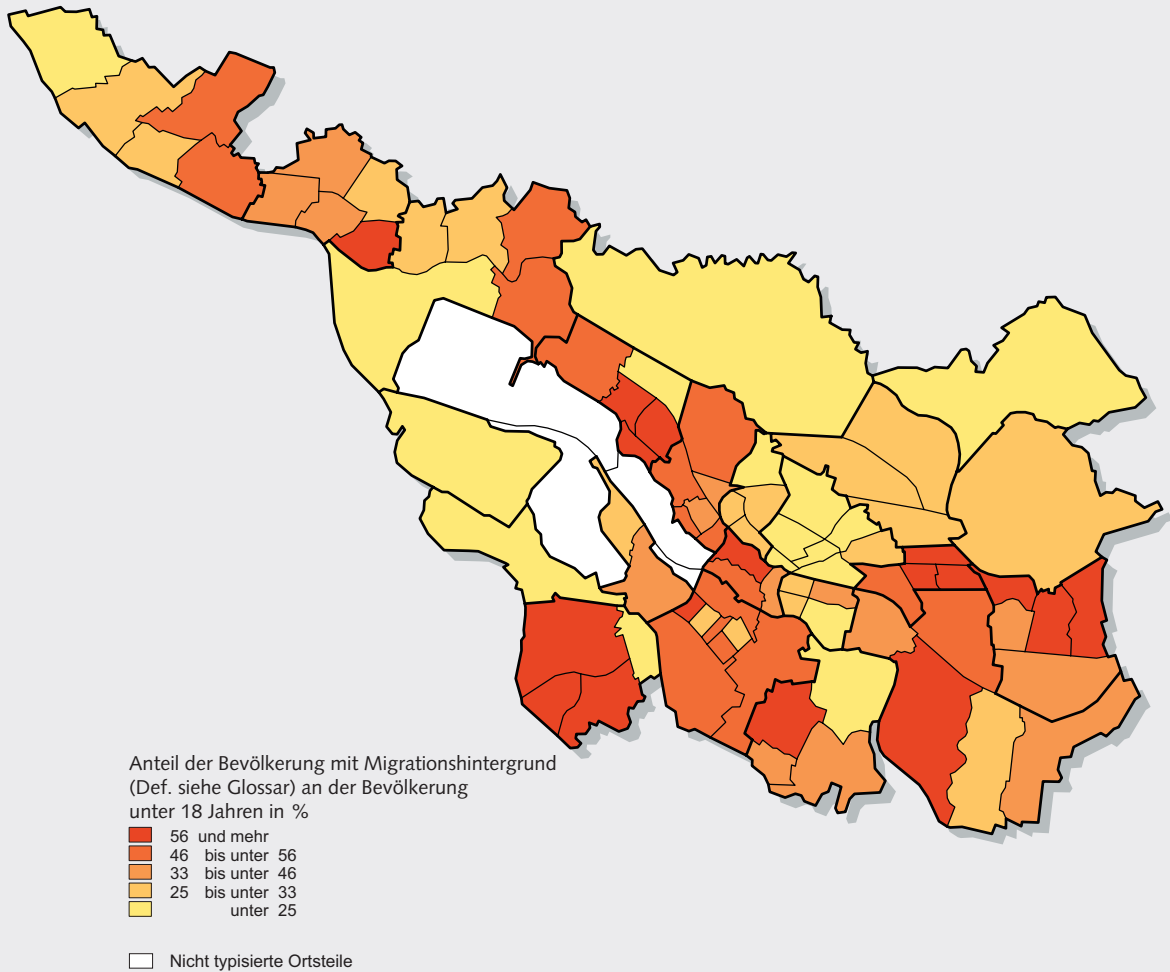 Anteil der Bevölkerung mit Migrationshintergrund
(Def. siehe Glossar) an der Bevölkerung
unter 18 Jahren in %
56 und mehr
46 bis unter 56
33 bis unter 46
25 bis unter 33
unter 25
Nicht typisierte Ortsteile